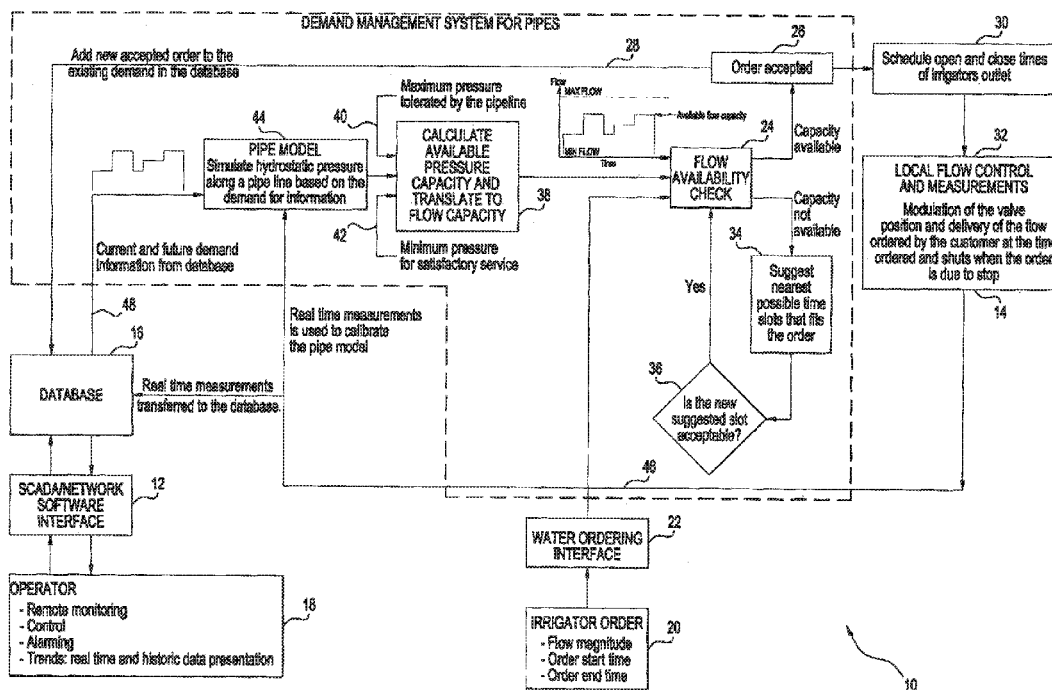 DEMAND MANAGEMENT SYSTEM FOR PIPES
Add new accepted order to the
existing demand in the database
28
26
Order accepted
30
Schedule open and close times
of irrigators outlet
Maximum pressure
tolerated by the pipeline
40
44
PIPE MODEL
Simulate hydrostatic pressure
along a pipe line based on the
demand for information
CALCULATE
AVAILABLE
PRESSURE
CAPACITY AND
TRANSLATE TO
FLOW CAPACITY
38
42
Minimum pressure
for satisfactory service
Flow
MAX FLOW
Available flow capacity
MIN FLOW
Time
24
FLOW
AVAILABILITY
CHECK
Capacity
available
Capacity
not
available
32
LOCAL FLOW CONTROL
AND MEASUREMENTS
Modulation of the valve
position and delivery of the flow
ordered by the customer at the time
ordered and shuts when the order
is due to stop
14
34
Suggest
nearest
possible time
slots that fits
the order
Yes
36
Is the new
suggested slot
acceptable?
Current and future demand
Information from database
48
16
DATABASE
Real time measurements
is used to calibrate
the pipe model
Real time measurements
transferred to the database.
46
SCADA/NETWORK
SOFTWARE
INTERFACE
12
WATER ORDERING
INTERFACE
22
OPERATOR
- Remote monitoring
- Control
- Alarming
- Trends: real time and historic data presentation
18
IRRIGATOR ORDER
- Flow magnitude
- Order start time
- Order end time
20
10